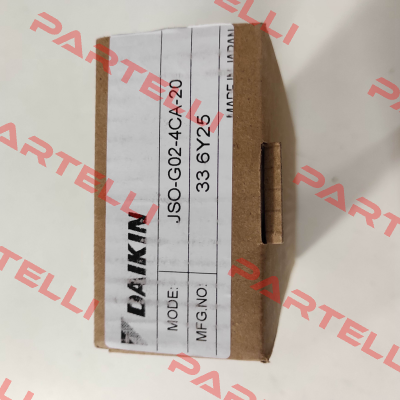 DAIKIN
MODE: JSO-G02-4CA-20
MFG.NO: 33 6Y25
MADE IN JAPAN
PARTELLI
PARTELLI
PARTELLI
PARTELLI
PARTELLI